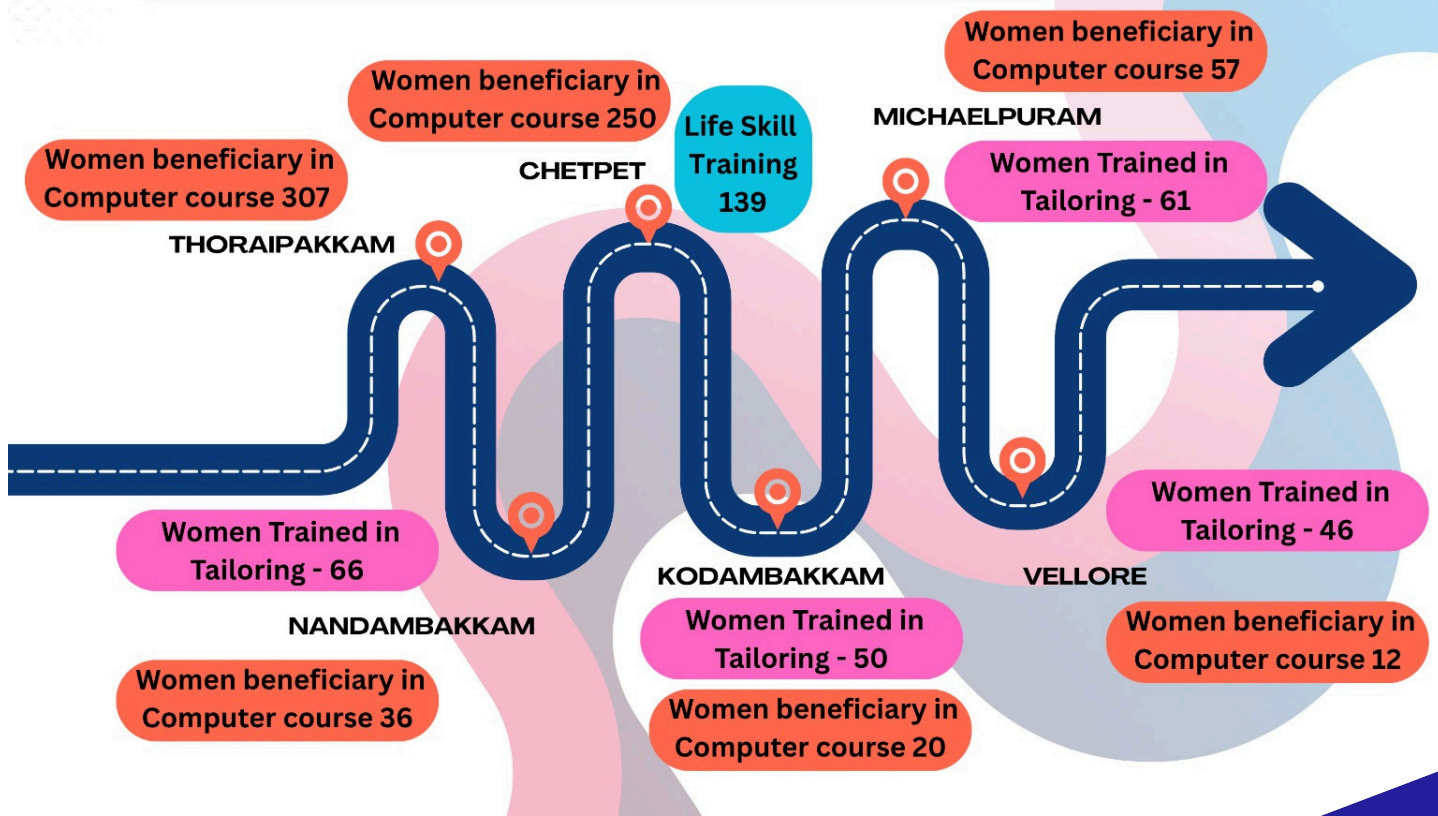 Women beneficiary in
Computer course 307
THORAIPAKKAM
Women beneficiary in
Computer course 250
CHETPET
Life Skill
Training
139
Women beneficiary in
Computer course 57
MICHAELPURAM
Women Trained in
Tailoring - 61
Women Trained in
Tailoring - 66
NANDAMBAKKAM
Women beneficiary in
Computer course 36
KODAMBAKKAM
Women Trained in
Tailoring - 50
Women beneficiary in
Computer course 20
VELLORE
Women Trained in
Tailoring - 46
Women beneficiary in
Computer course 12